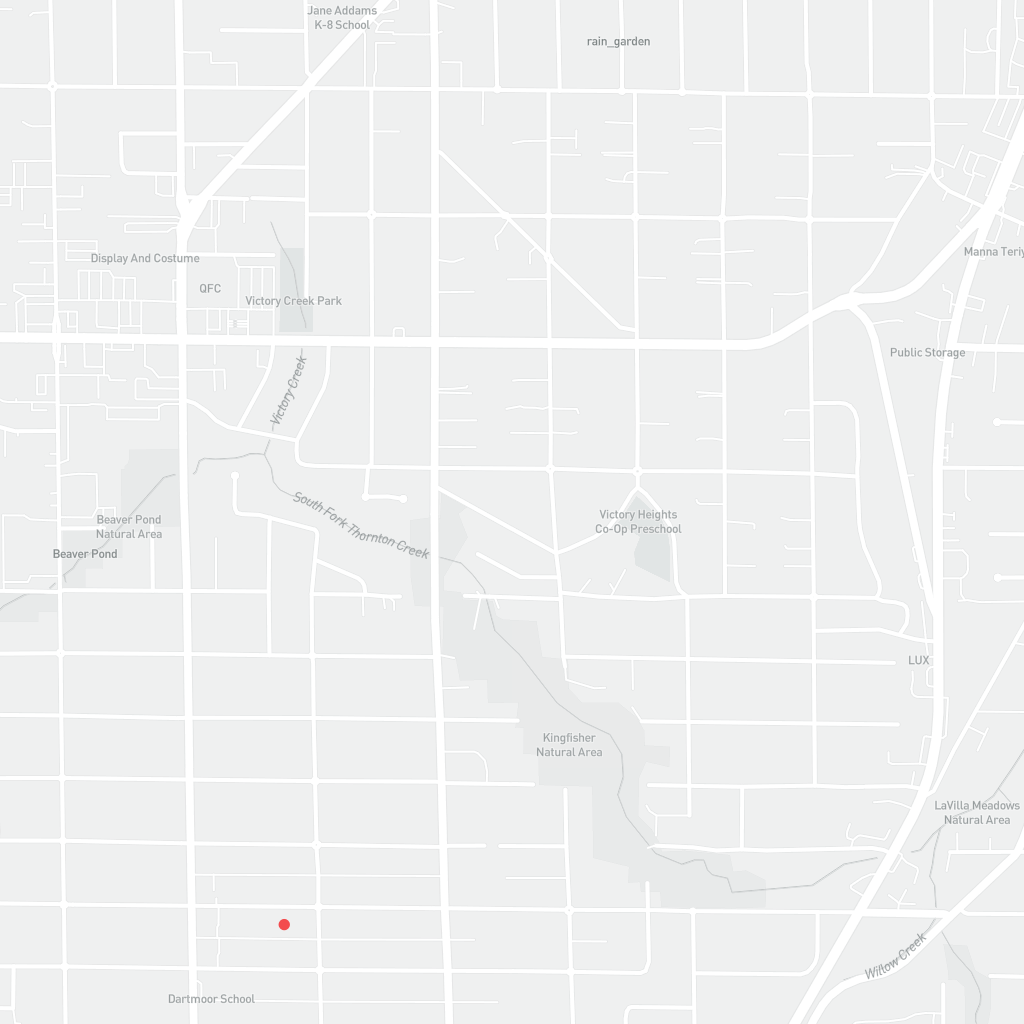 Jane Addams
K-8 School
rain_garden
Display And Costume
Manna Teriy
QFC
Victory Creek Park
Public Storage
Victory Creek
South Fork Thornton Creek
Victory Heights
Co-Op Preschool
Beaver Pond
Natural Area
Beaver Pond
LUX
Kingfisher
Natural Area
LaVilla Meadows
Natural Area
Willow Creek
Dartmoor School